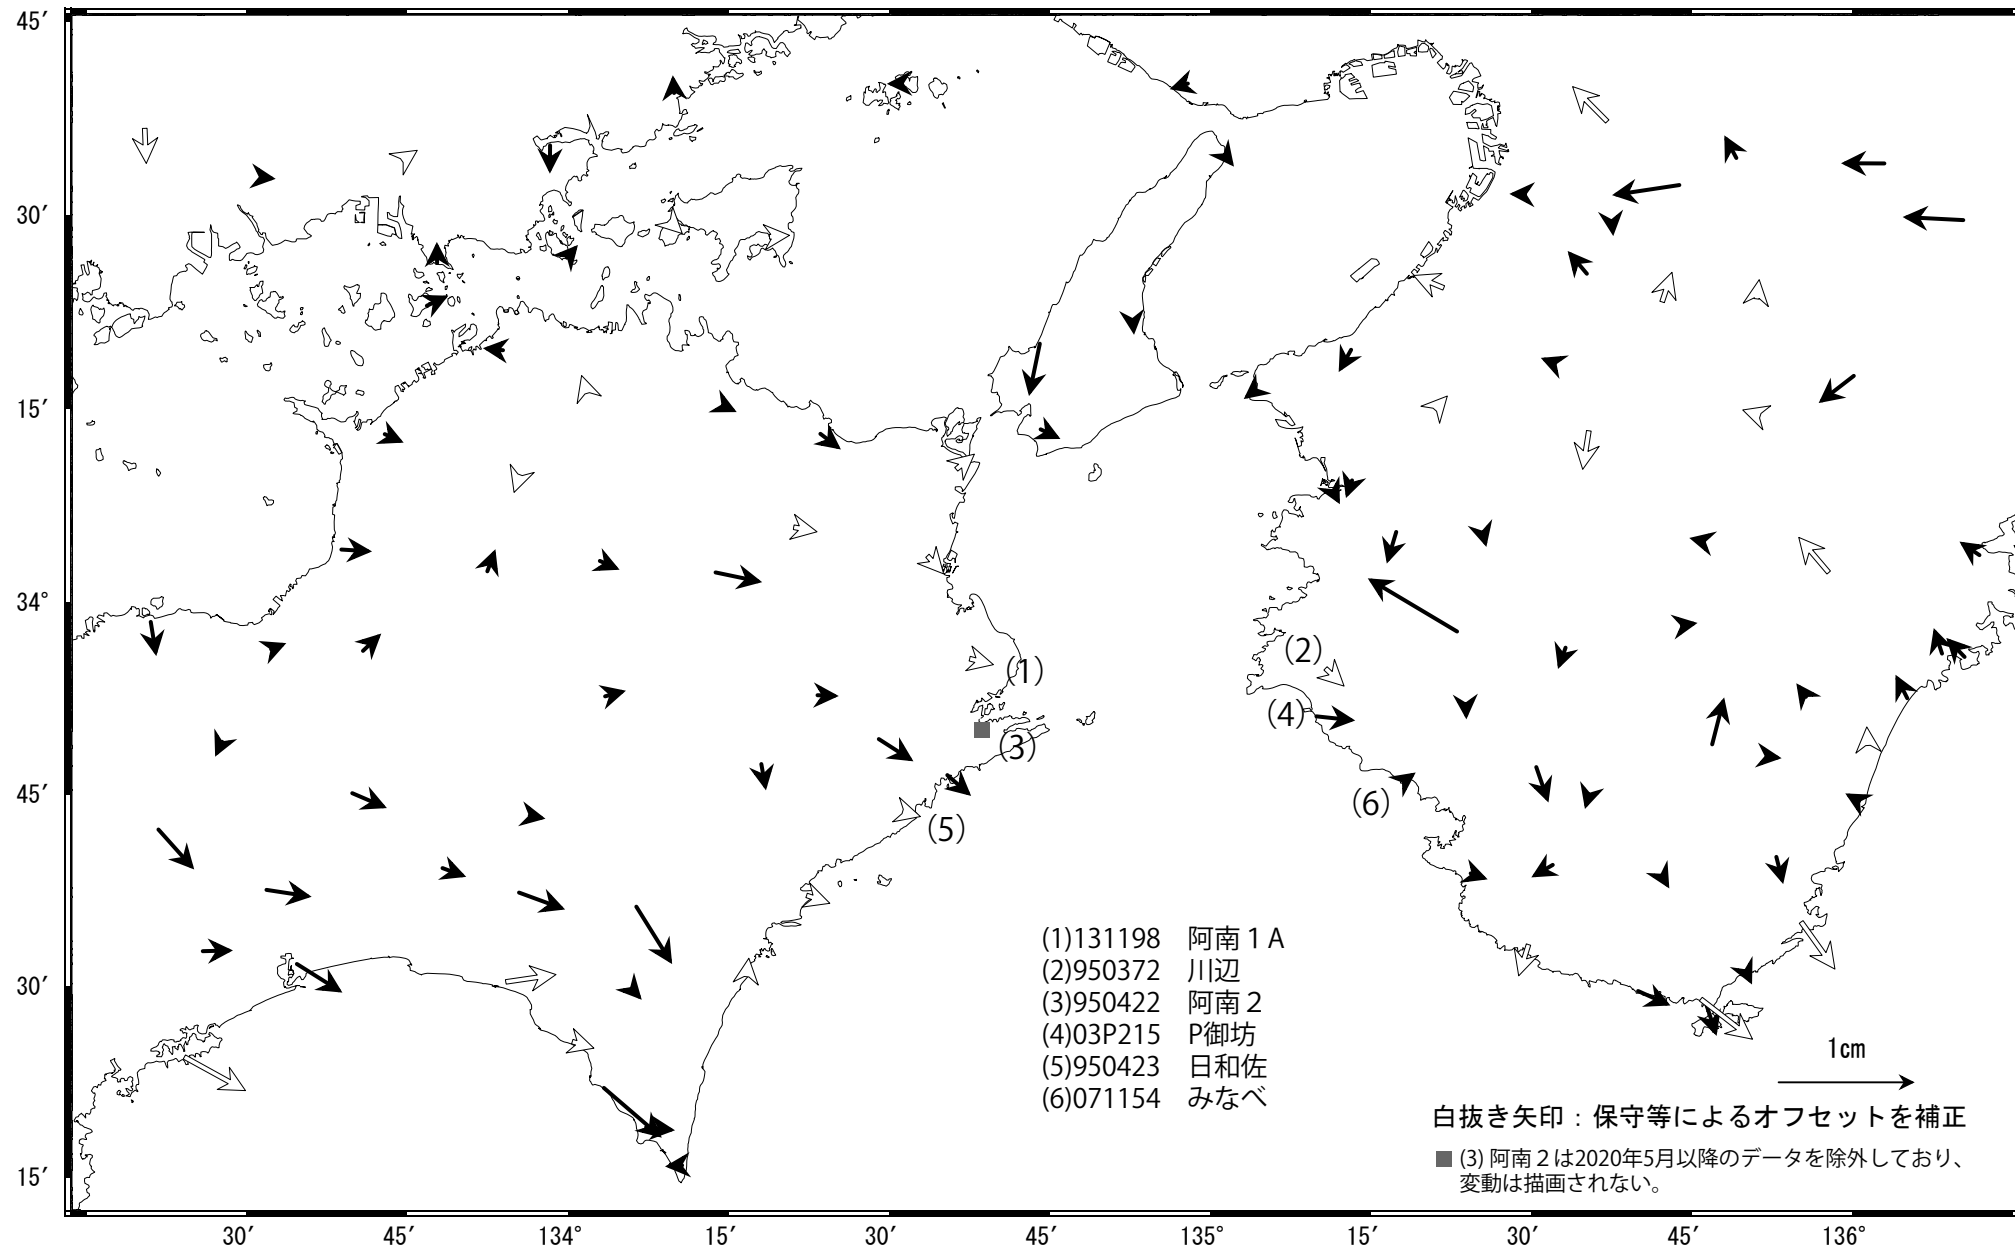 45′
30′
15′
34°
45′
30′
15′
(1)
(2)
(3)
(4)
(5)
(6)
(1)131198 阿南１A
(2)950372 川辺
(3)950422 阿南２
(4)03P215 P御坊
(5)950423 日和佐
(6)071154 みなべ
1cm
白抜き矢印：保守等によるオフセットを補正
(3) 阿南２は2020年5月以降のデータを除外しており、
変動は描画されない。
30′ 45′ 134° 15′ 30′ 45′ 135° 15′ 30′ 45′ 136°